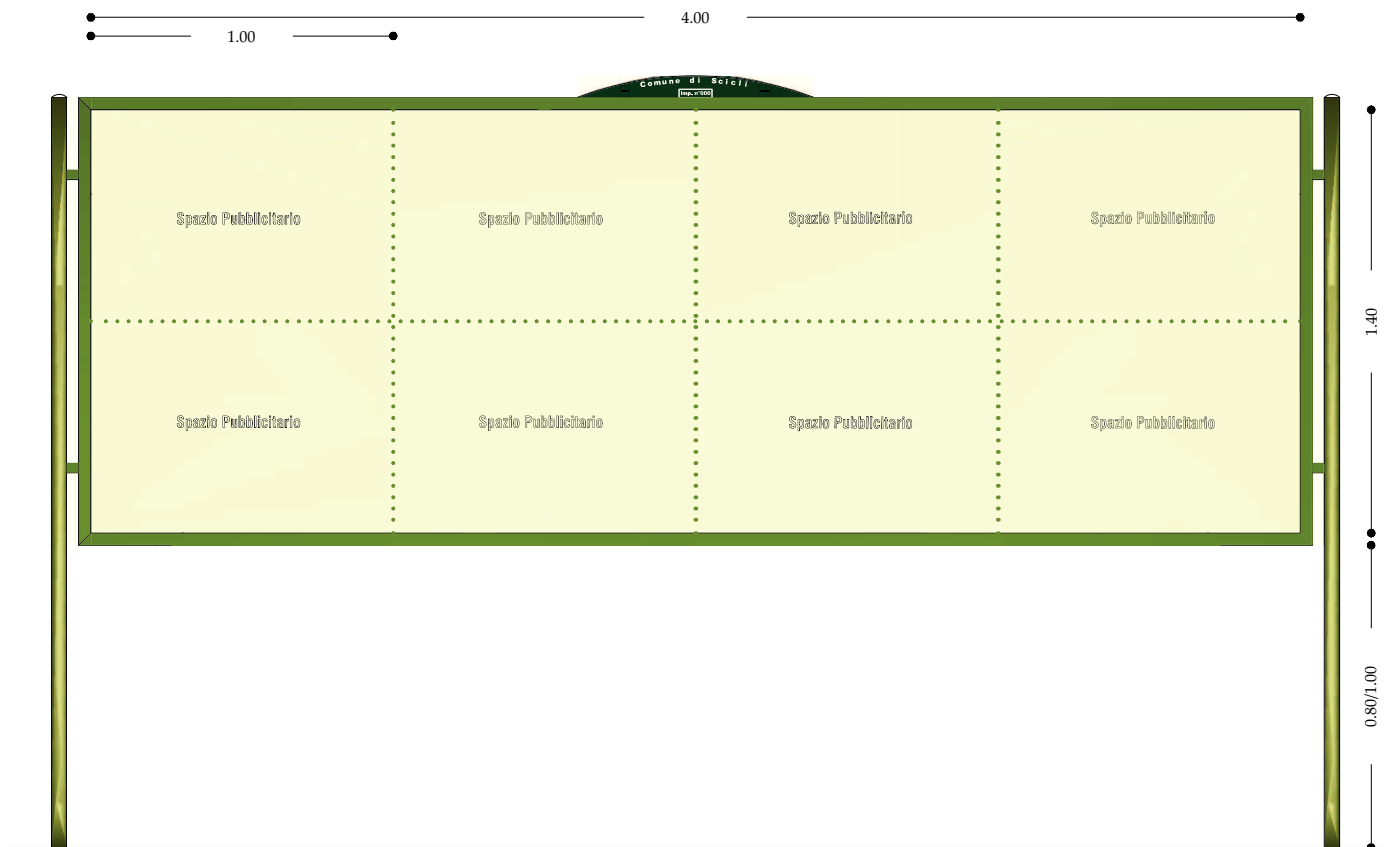 4.00
1.00
Comune di Scicli
Imp. n°000
Spazio Pubblicitario Spazio Pubblicitario Spazio Pubblicitario Spazio Pubblicitario
1.40
Spazio Pubblicitario Spazio Pubblicitario Spazio Pubblicitario Spazio Pubblicitario
0.80/1.00